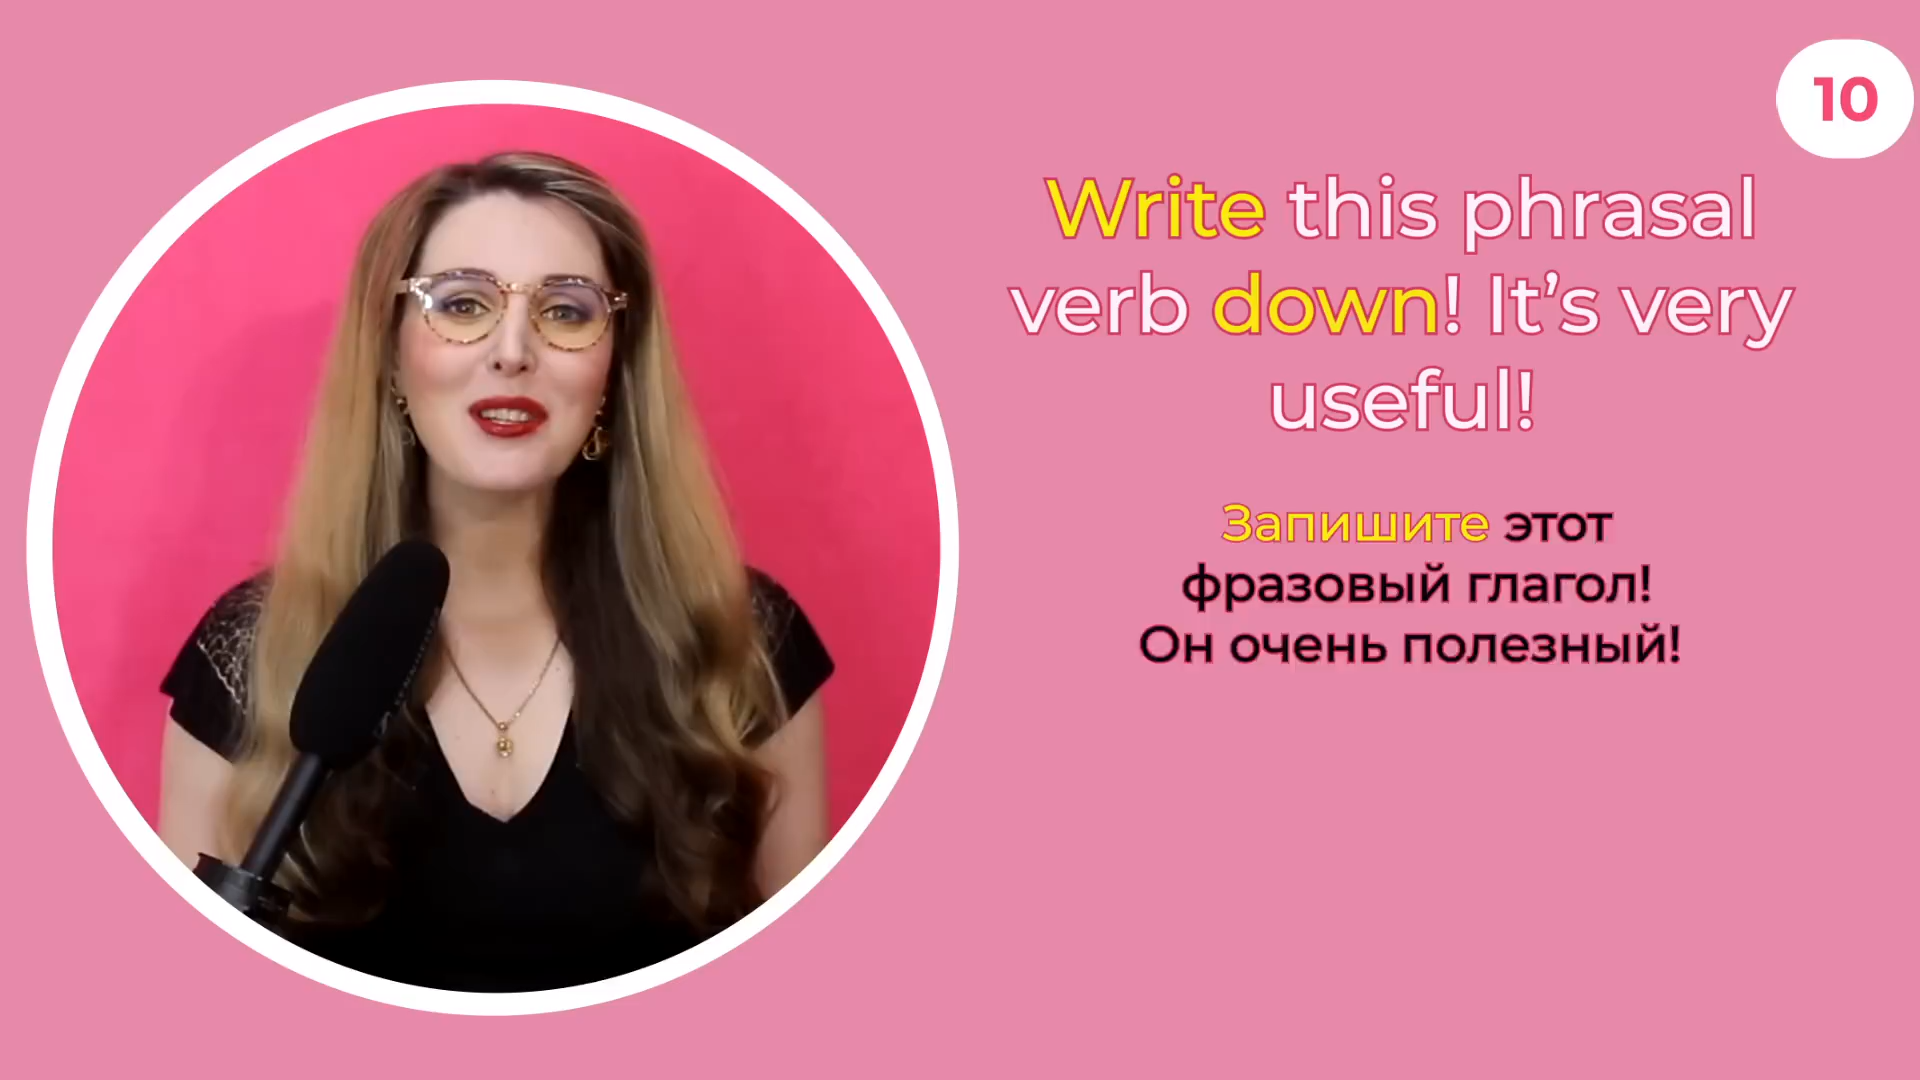 10
Write this phrasal
verb down! It’s very
useful!
Запишите этот
фразовый глагол!
Он очень полезный!